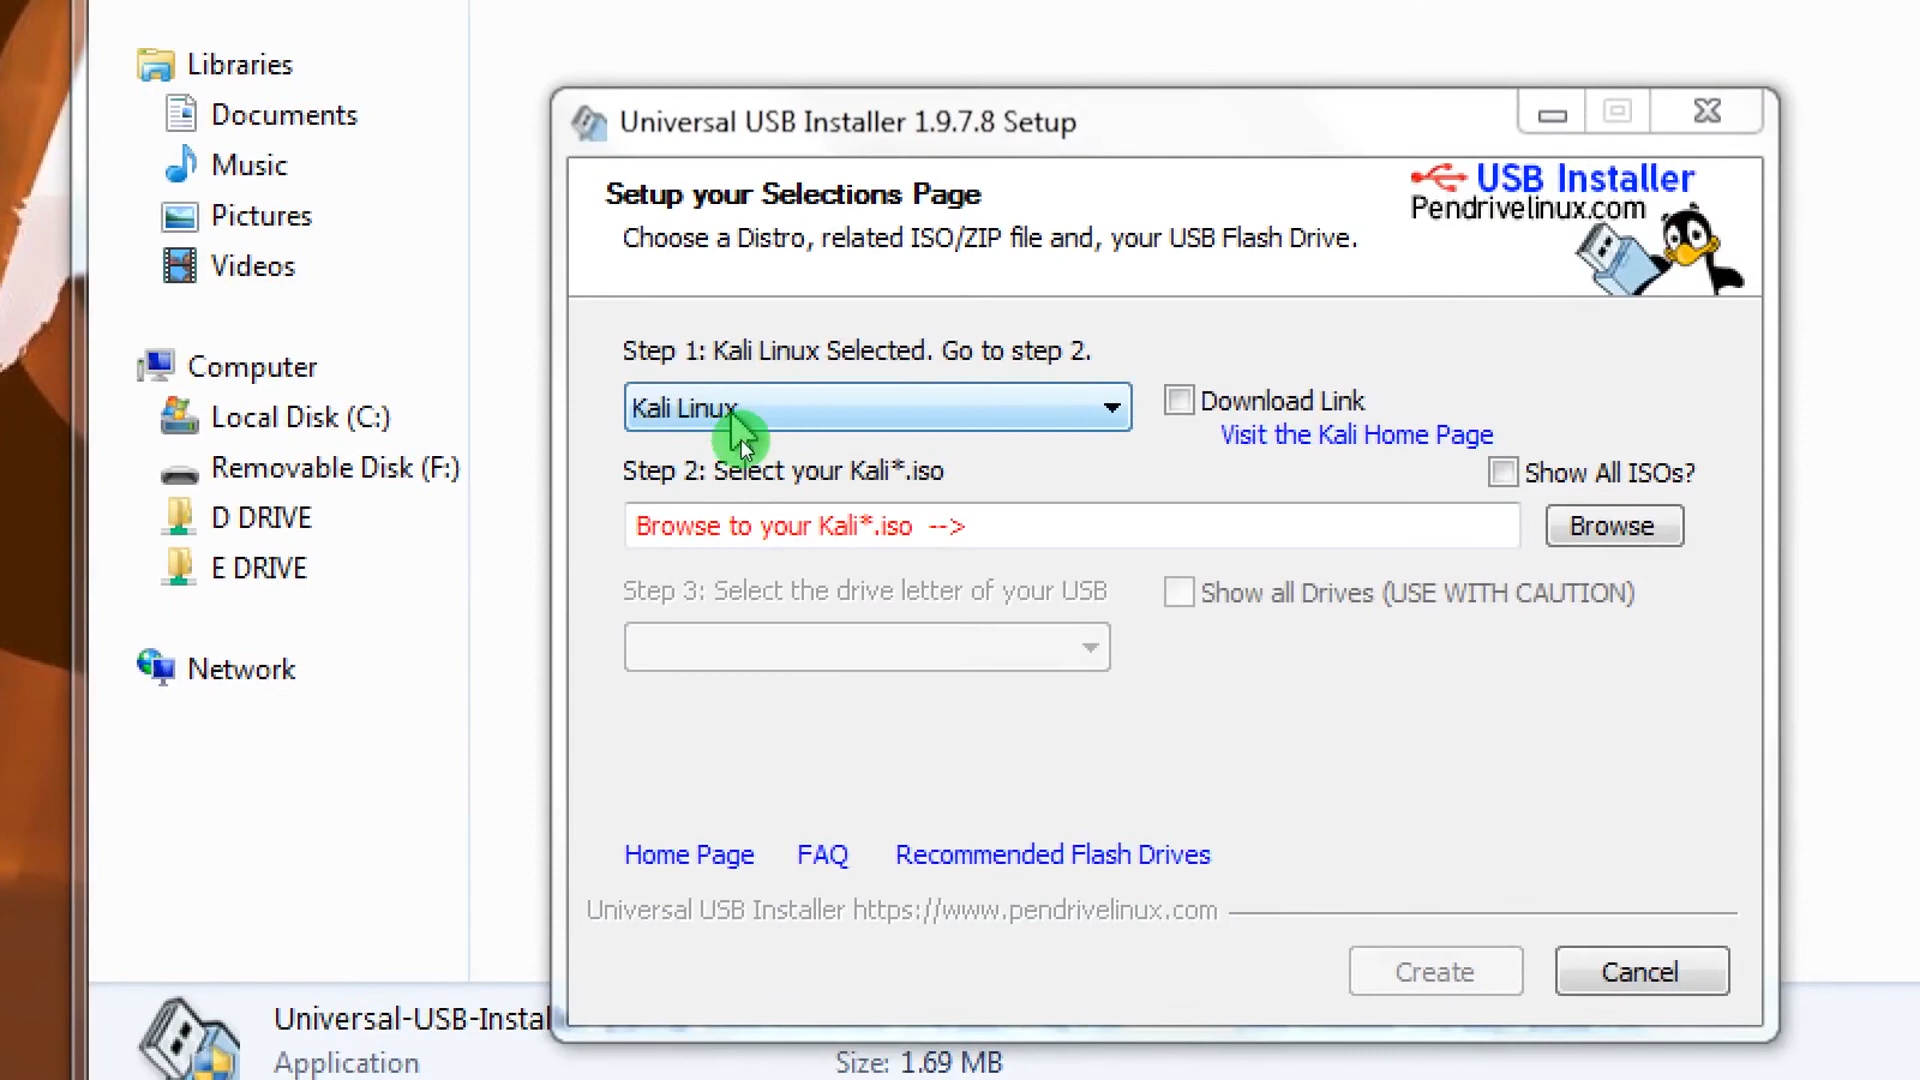 Libraries
Documents
Music
Pictures
Videos
Computer
Local Disk (C:)
Removable Disk (F:)
D DRIVE
E DRIVE
Network
Universal USB Installer 1.9.7.8 Setup
Setup your Selections Page
Choose a Distro, related ISO/ZIP file and, your USB Flash Drive.
USB Installer
Pendrivelinux.com
Step 1: Kali Linux Selected. Go to step 2.
Kali Linux
Download Link
Visit the Kali Home Page
Step 2: Select your Kali*.iso
Show All ISOs?
Browse to your Kali*.iso -->
Browse
Step 3: Select the drive letter of your USB
Show all Drives (USE WITH CAUTION)
Home Page FAQ Recommended Flash Drives
Universal USB Installer https://www.pendrivelinux.com
Create Cancel
Universal-USB-Instal
Application Size: 1.69 MB